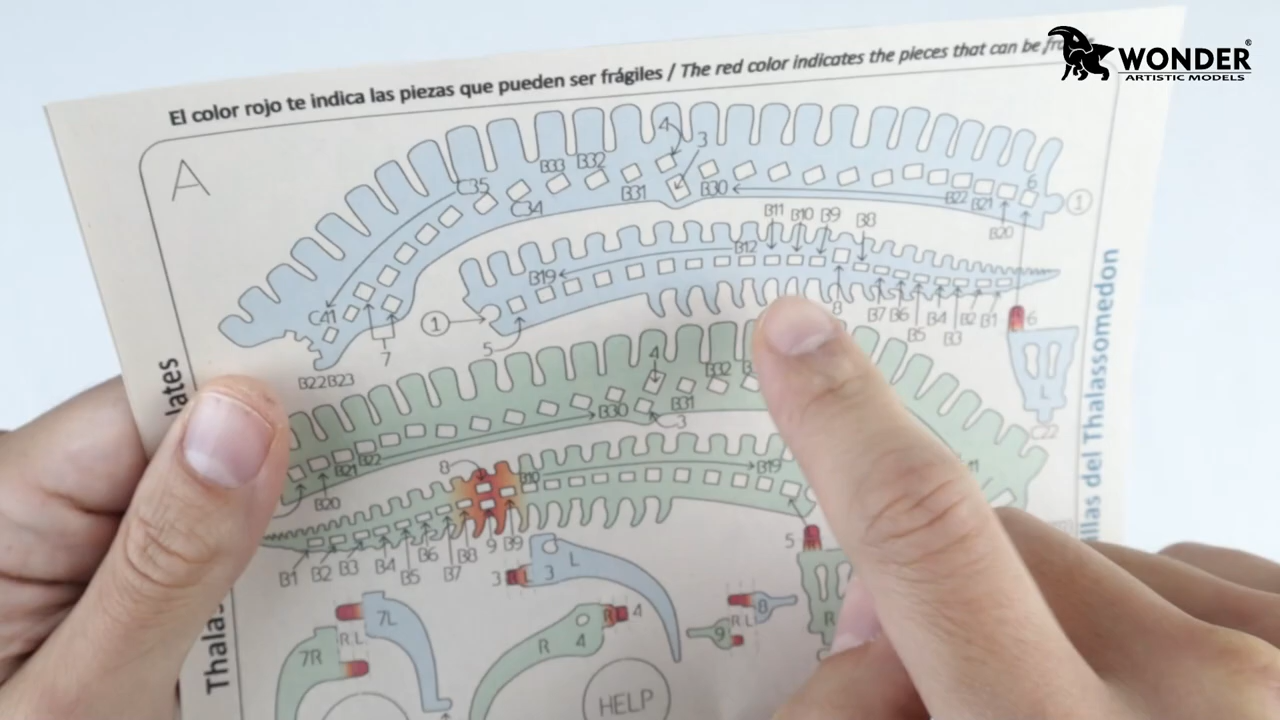 WONDER®
ARTISTIC MODELS
El color rojo te indica las piezas que pueden ser frágiles / The red color indicates the pieces that can be
A
4
3
C35
B33
B32
C34
B31
B30
B22
B21
6
1
B20
B11
B10
B9
B8
B12
B19
C41
7
1
5
8
B7
B6
B5
B4
B3
B2
B1
6
L
C22
B22
B23
4
B32
B31
B30
3
B22
B21
B20
8
B10
B19
B1
B2
B3
B4
B5
B6
B7
B8
9
B9
5
R
3
L
3
L
7L
R
L
7R
R
4
R
4
8
R
L
9
HELP
del Thalassomedon